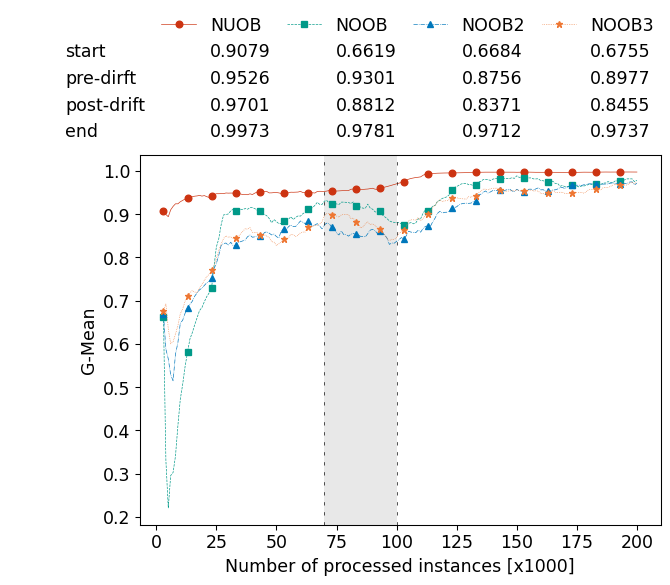 NUOB NOOB NOOB2 NOOB3
start 0.9079 0.6619 0.6684 0.6755
pre-dirft 0.9526 0.9301 0.8756 0.8977
post-drift 0.9701 0.8812 0.8371 0.8455
end 0.9973 0.9781 0.9712 0.9737
1.0
0.9
0.8
0.7
0.6
0.5
0.4
0.3
0.2
G-Mean
0 25 50 75 100 125 150 175 200
Number of processed instances [x1000]